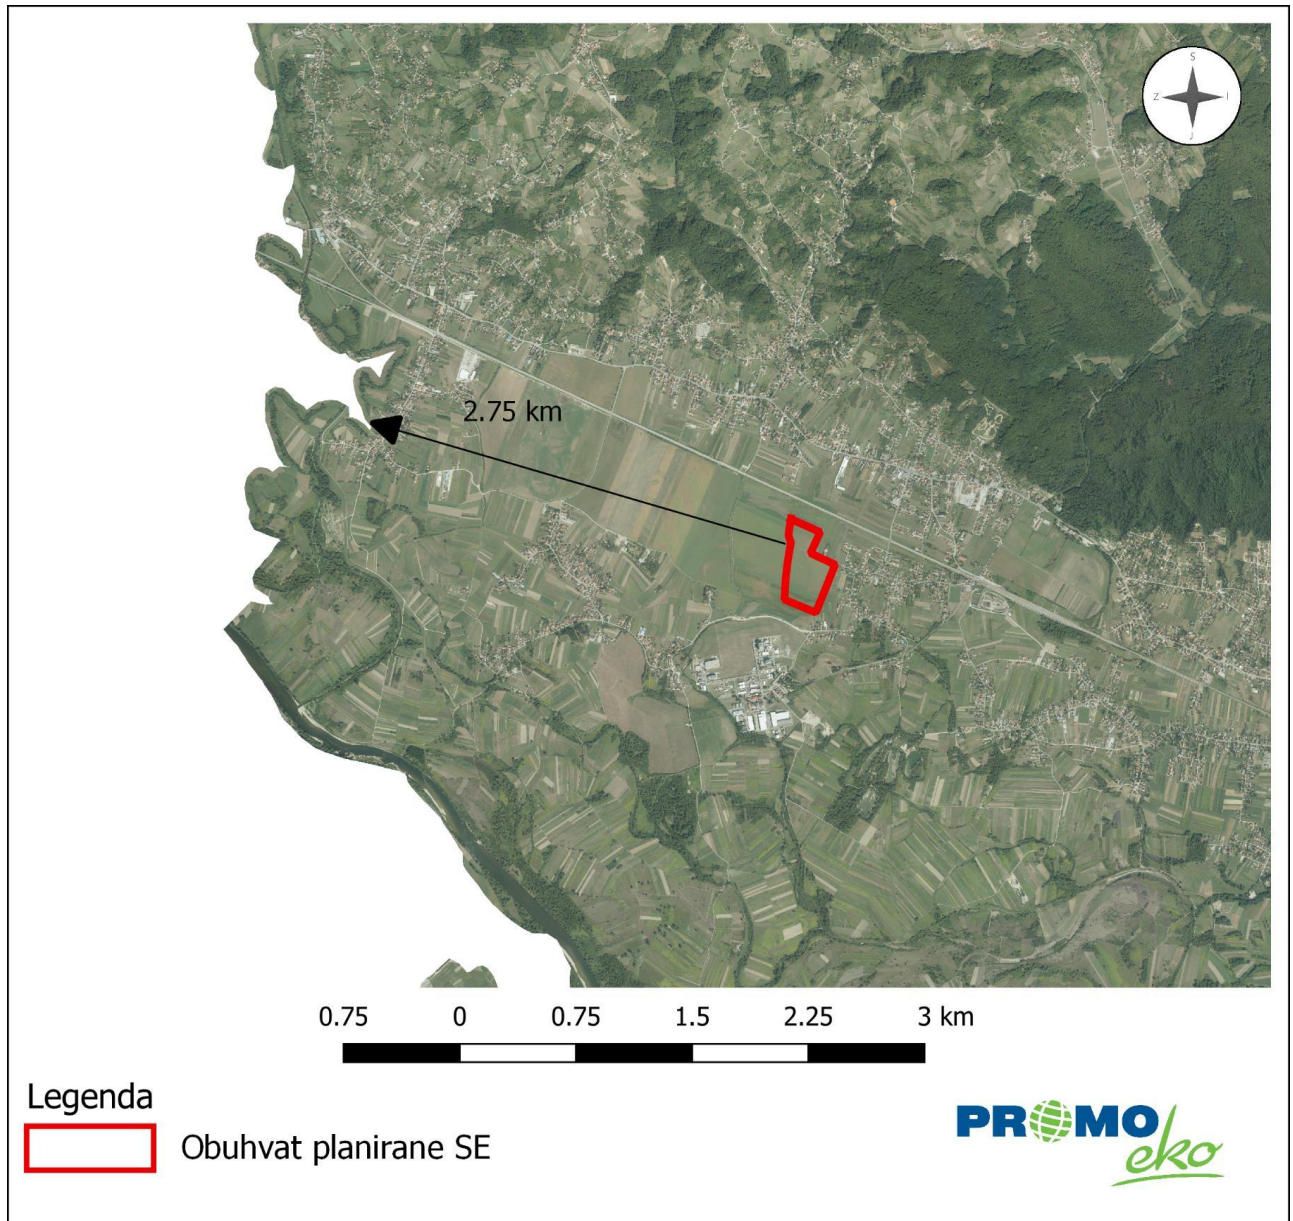 S
Z I
J
2.75 km
0.75 0 0.75 1.5 2.25 3 km
Legenda
Obuhvat planirane SE
PROMO
eko